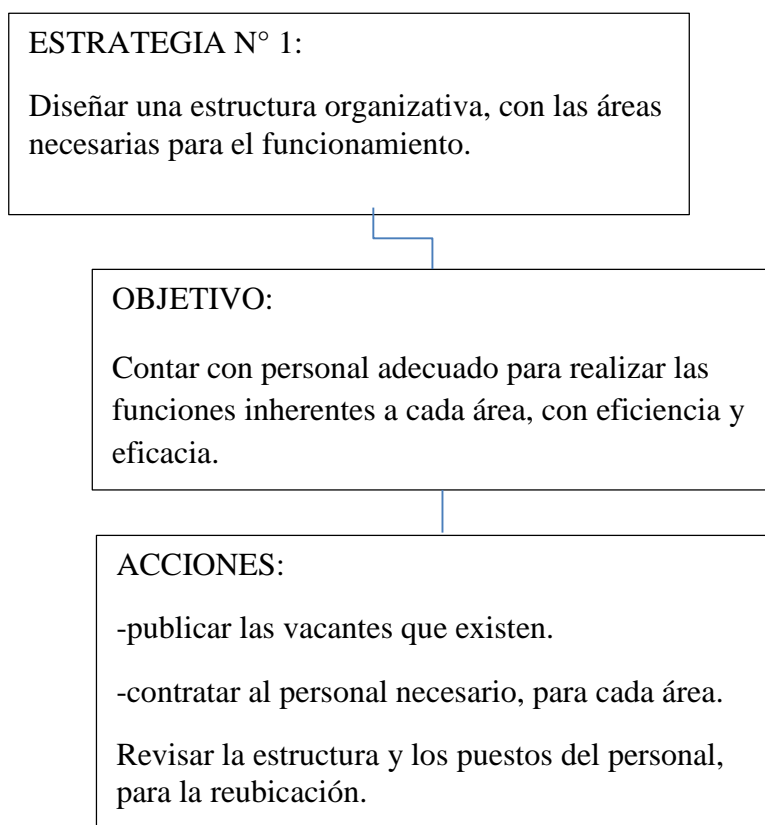 ESTRATEGIA N° 1:
Diseñar una estructura organizativa, con las áreas
necesarias para el funcionamiento.
OBJETIVO:
Contar con personal adecuado para realizar las
funciones inherentes a cada área, con eficiencia y
eficacia.
ACCIONES:
-publicar las vacantes que existen.
-contratar al personal necesario, para cada área.
Revisar la estructura y los puestos del personal,
para la reubicación.